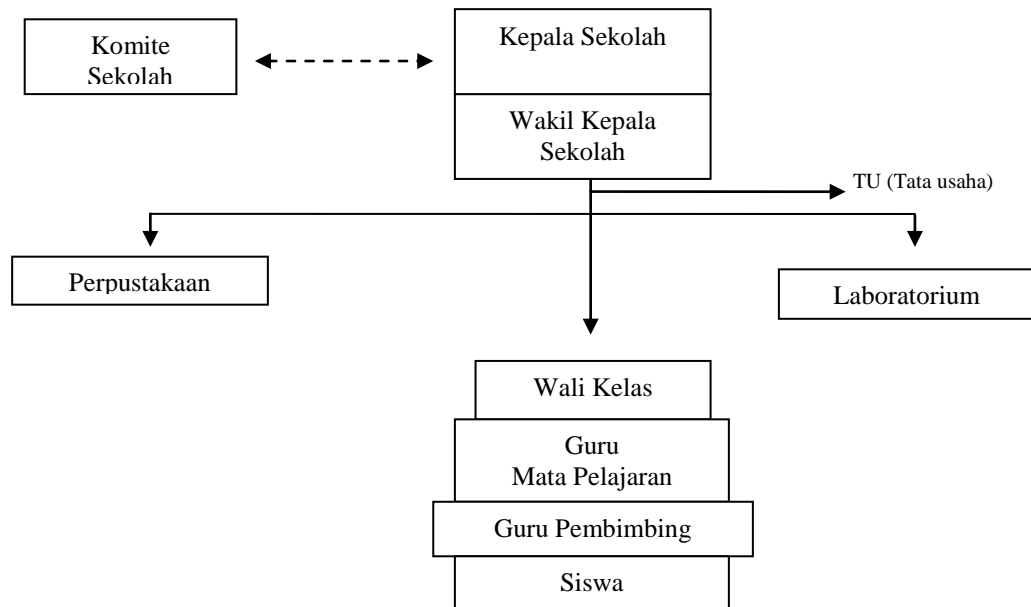 Komite
Sekolah
Kepala Sekolah
Wakil Kepala
Sekolah
TU (Tata usaha)
Perpustakaan
Laboratorium
Wali Kelas
Guru
Mata Pelajaran
Guru Pembimbing
Siswa